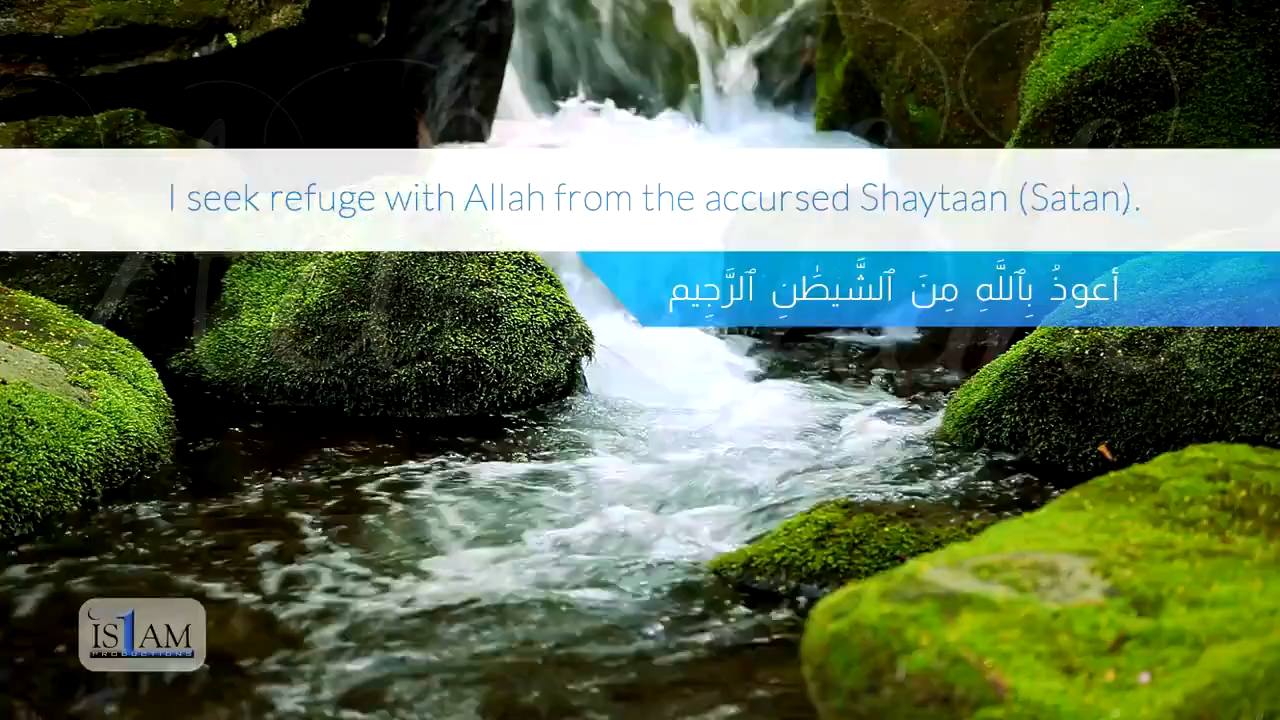 I seek refuge with Allah from the accursed Shaytaan (Satan).
أعوذُ بِٱللَّهِ مِنَ ٱلشَّيطَٰنِ ٱلرَّجِيم
IS1AM
PRODUCTIONS